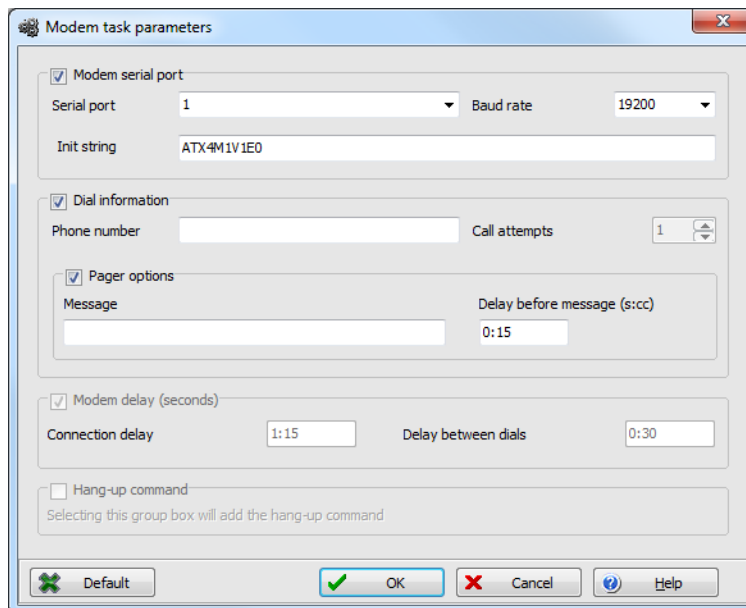 Modem task parameters
Modem serial port
Serial port 1 Baud rate 19200
Init string ATX4M1V1E0
Dial information
Phone number Call attempts 1
Pager options
Message Delay before message (s:cc)
0:15
Modem delay (seconds)
Connection delay 1:15 Delay between dials 0:30
Hang-up command
Selecting this group box will add the hang-up command
Default OK Cancel Help